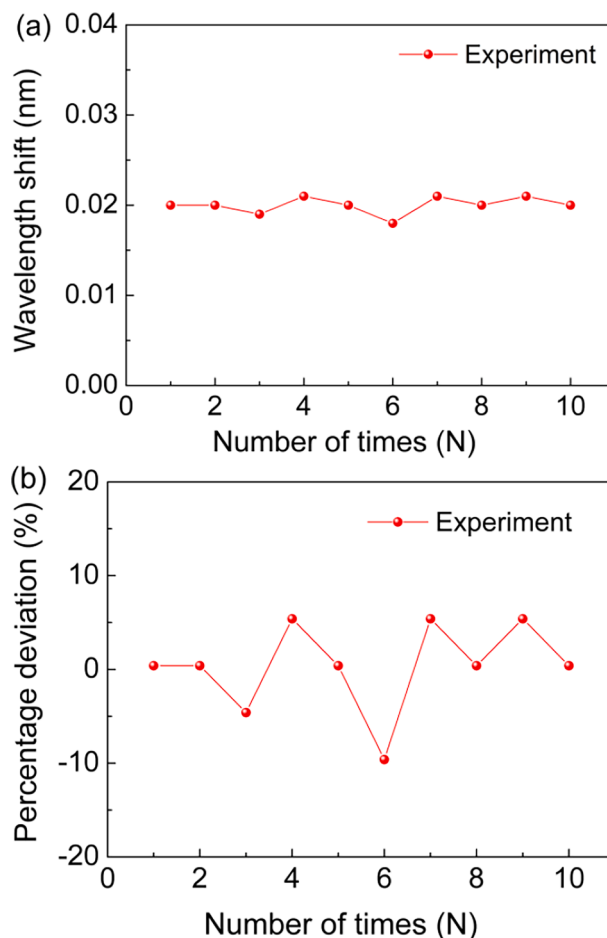 (a)
0.04
Experiment
0.03
0.02
0.01
0.00
Wavelength shift (nm)
0 2 4 6 8 10
Number of times (N)
(b)
20
Experiment
10
0
-10
-20
Percentage deviation (%)
0 2 4 6 8 10
Number of times (N)